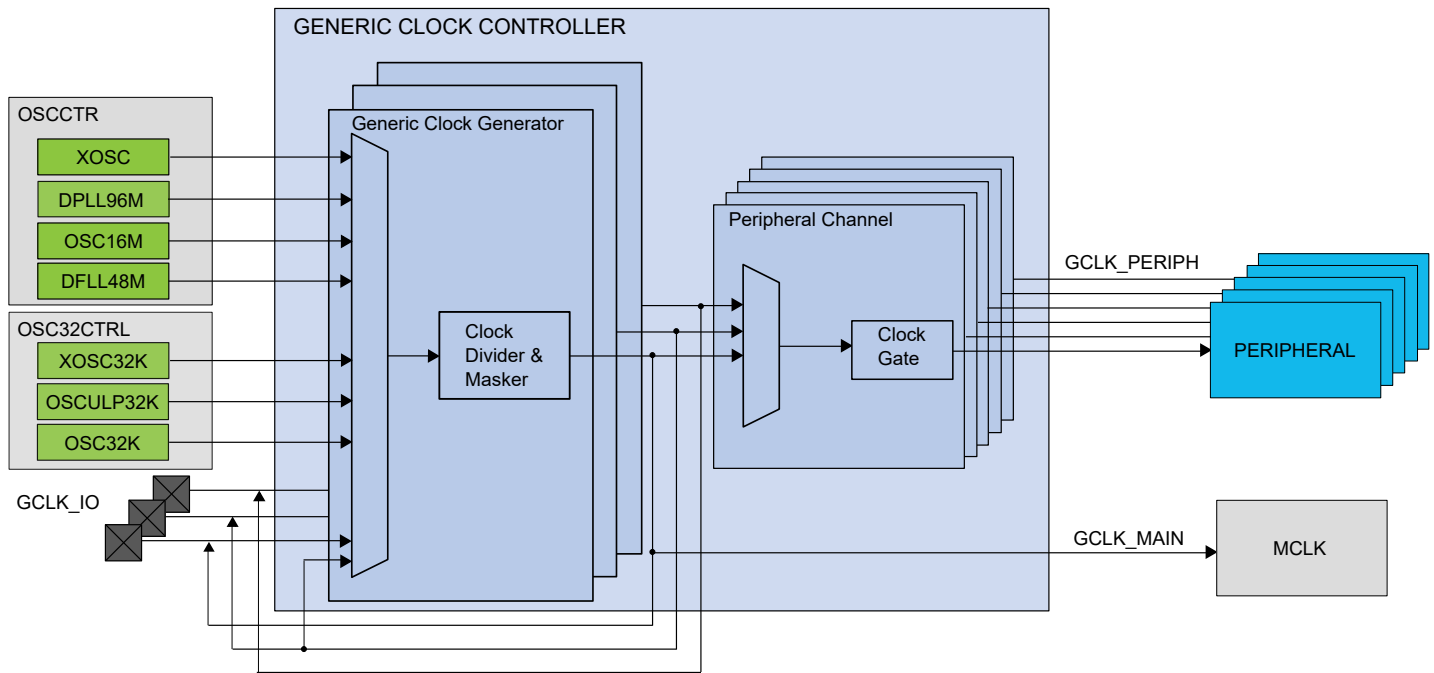 GENERIC CLOCK CONTROLLER
OSCCTR
XOSC
DPLL96M
OSC16M
DFLL48M
OSC32CTRL
XOSC32K
OSCULP32K
OSC32K
GCLK_IO
Generic Clock Generator
Clock
Divider &
Masker
Peripheral Channel
Clock
Gate
GCLK_PERIPH
PERIPHERAL
GCLK_MAIN
MCLK